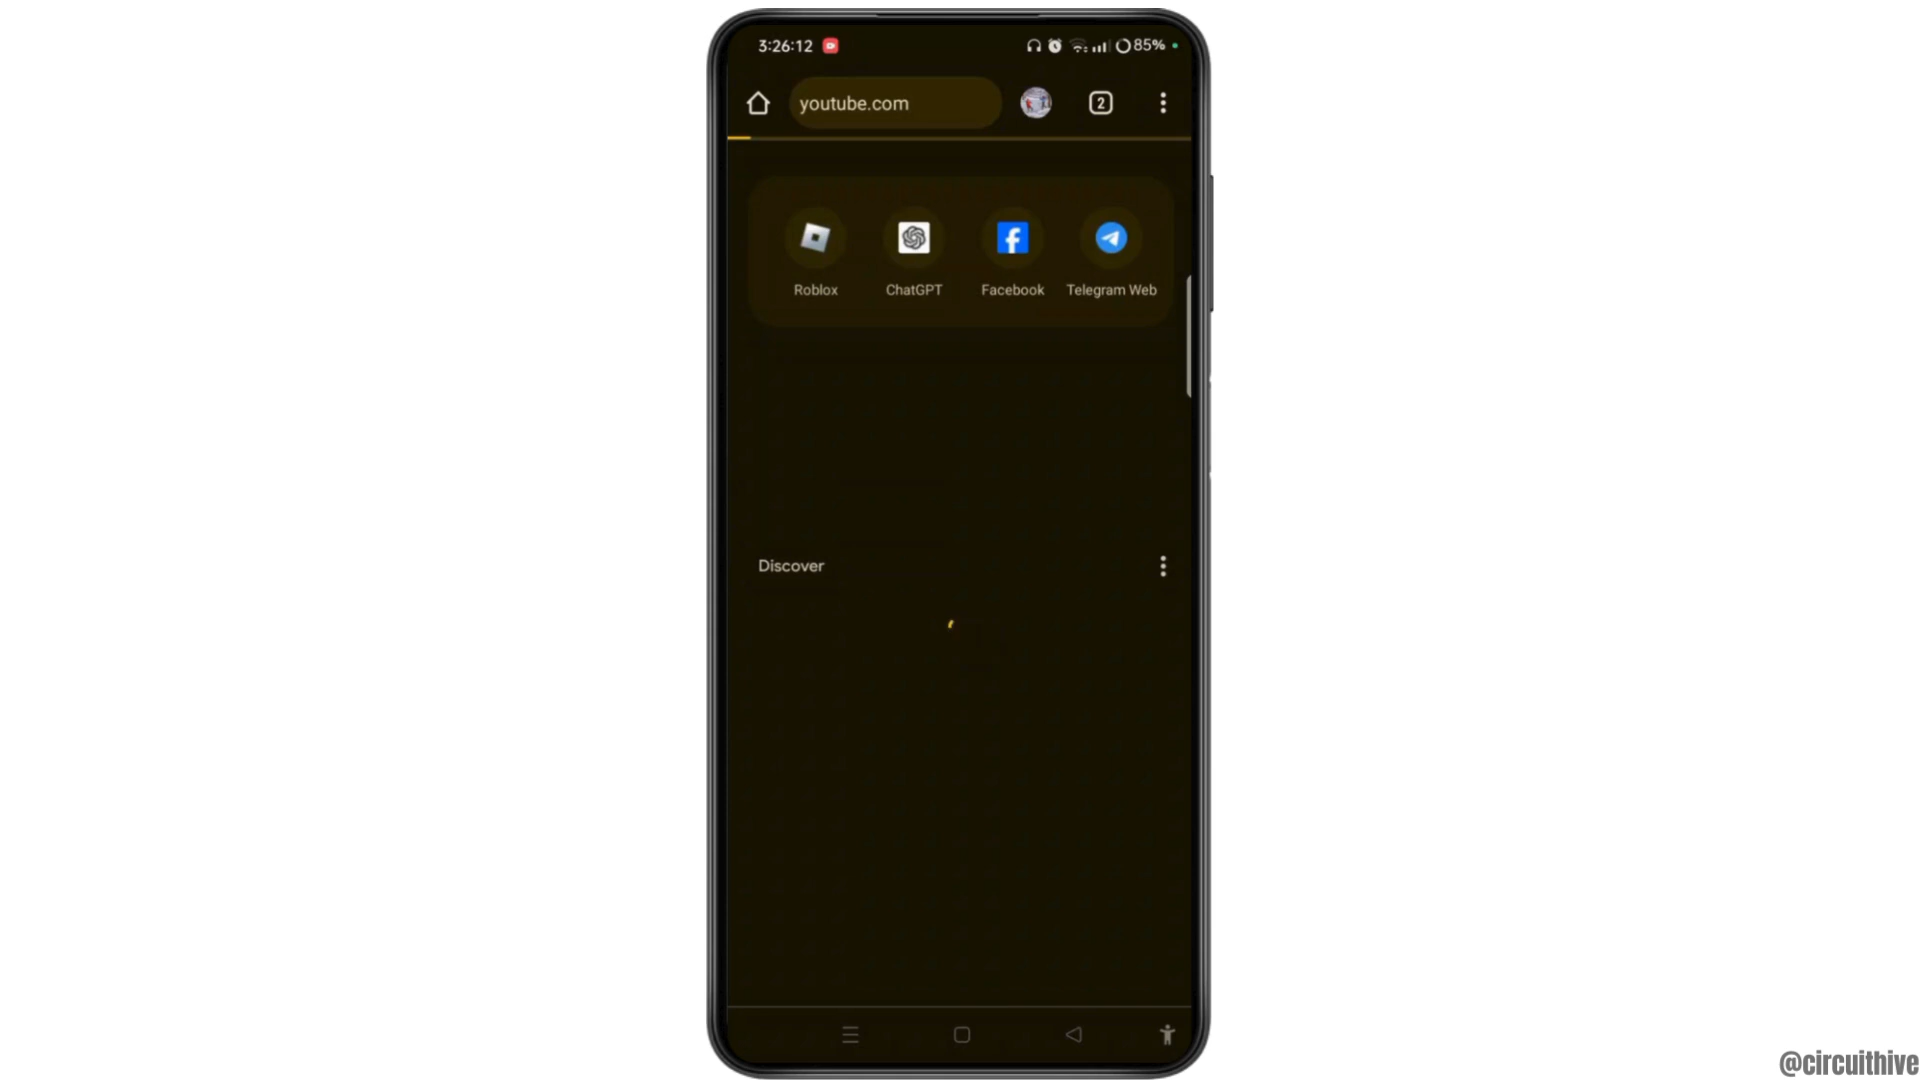 3:26:12 85%
youtube.com 2
Roblox ChatGPT Facebook Telegram Web
Discover
@circuithive